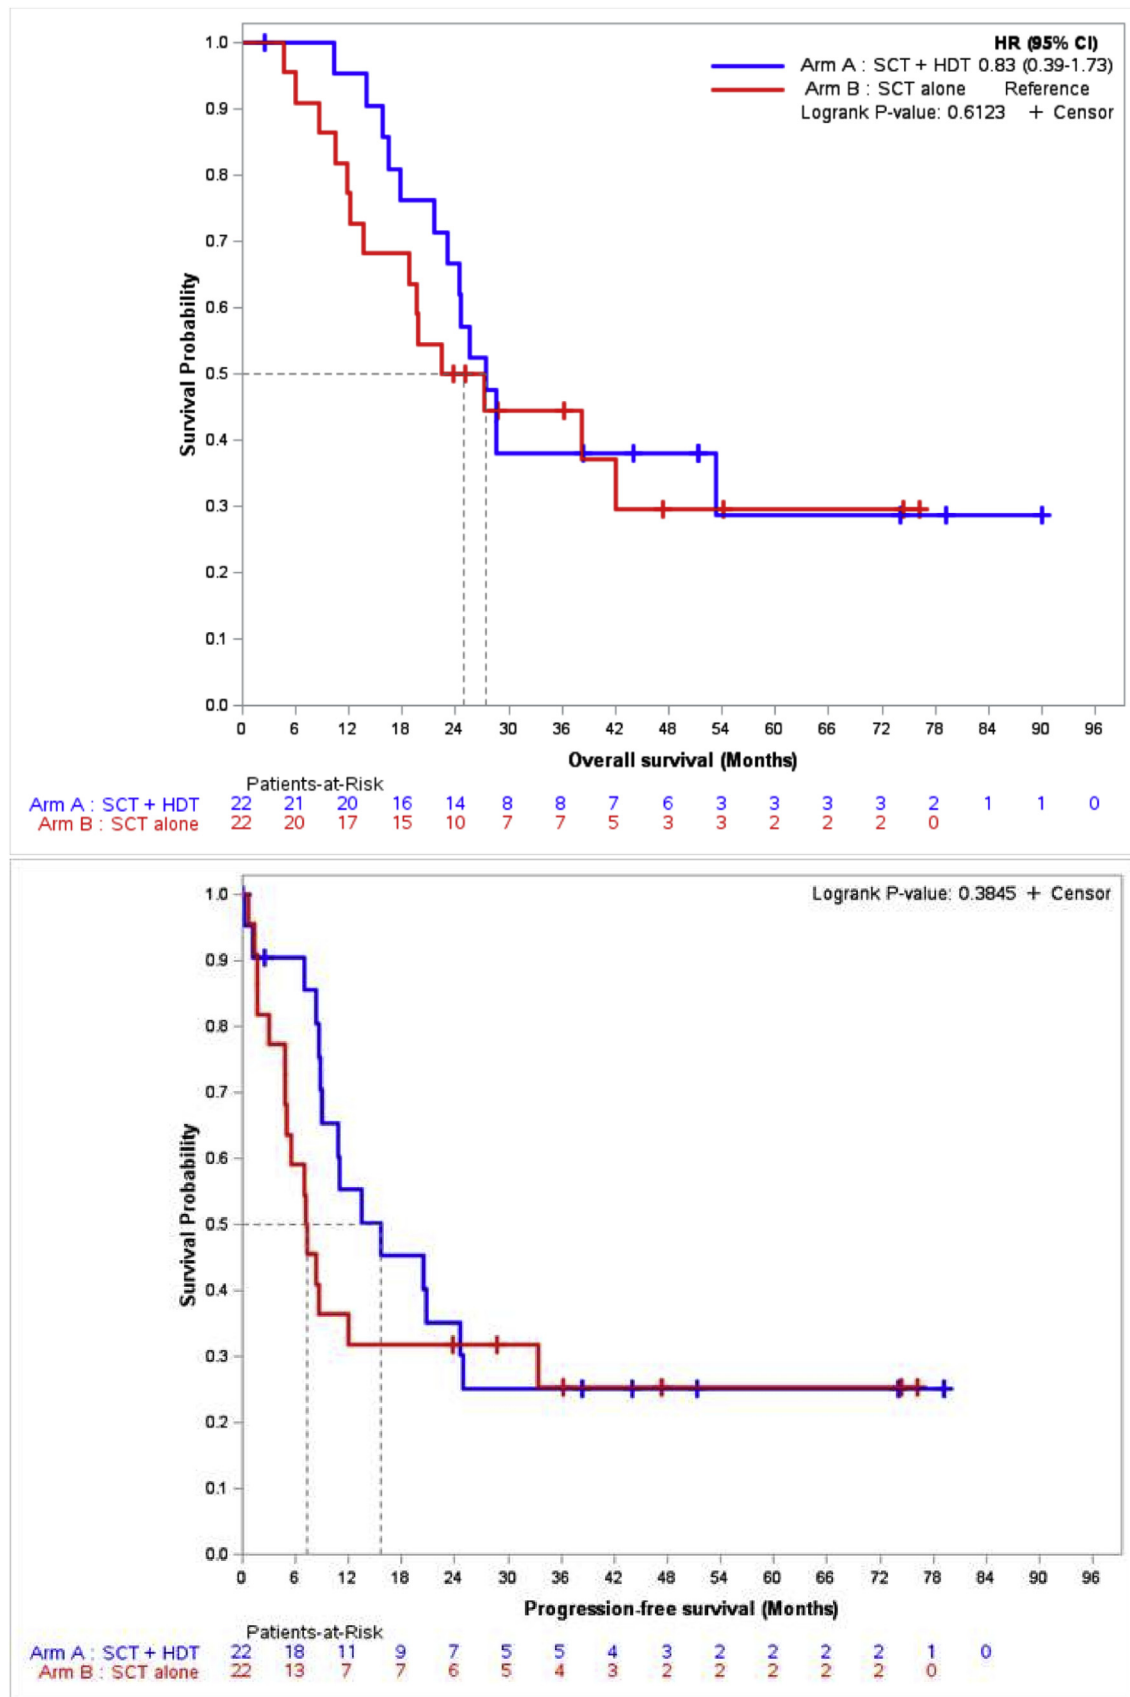 HR (95% CI)
Arm A : SCT + HDT 0.83 (0.39-1.73)
Arm B : SCT alone Reference
Logrank P-value: 0.6123 + Censor
1.0
0.9
0.8
0.7
0.6
0.5
0.4
0.3
0.2
0.1
0.0
Survival Probability
0 6 12 18 24 30 36 42 48 54 60 66 72 78 84 90 96
Overall survival (Months)
Patients-at-Risk
Arm A : SCT + HDT 22 21 20 16 14 8 8 7 6 3 3 3 3 2 1 1 0
Arm B : SCT alone 22 20 17 15 10 7 7 5 3 3 2 2 2 0
Logrank P-value: 0.3845 + Censor
1.0
0.9
0.8
0.7
0.6
0.5
0.4
0.3
0.2
0.1
0.0
Survival Probability
0 6 12 18 24 30 36 42 48 54 60 66 72 78 84 90 96
Progression-free survival (Months)
Patients-at-Risk
Arm A : SCT + HDT 22 18 11 9 7 5 5 4 3 2 2 2 2 1 0
Arm B : SCT alone 22 13 7 7 6 5 4 3 2 2 2 2 2 0